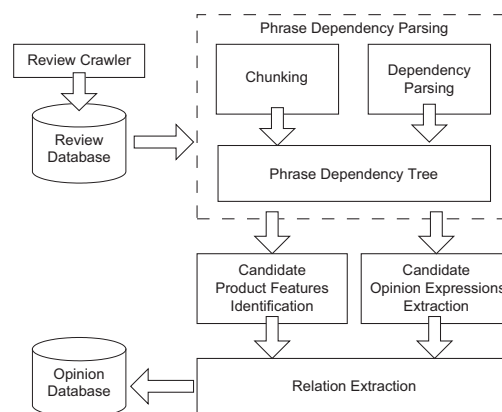 Phrase Dependency Parsing
Review Crawler
Chunking
Dependency
Parsing
Review
Database
Phrase Dependency Tree
Candidate
Product Features
Identification
Candidate
Opinion Expressions
Extraction
Opinion
Database
Relation Extraction